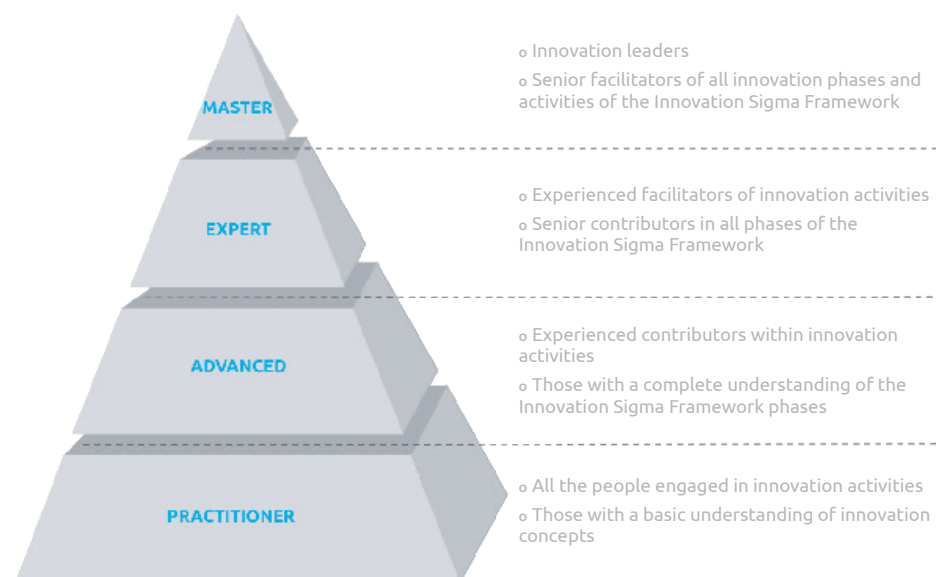 MASTER
o Innovation leaders
o Senior facilitators of all innovation phases and
activities of the Innovation Sigma Framework
EXPERT
o Experienced facilitators of innovation activities
o Senior contributors in all phases of the
Innovation Sigma Framework
ADVANCED
o Experienced contributors within innovation
activities
o Those with a complete understanding of the
Innovation Sigma Framework phases
PRACTITIONER
o All the people engaged in innovation activities
o Those with a basic understanding of innovation
concepts